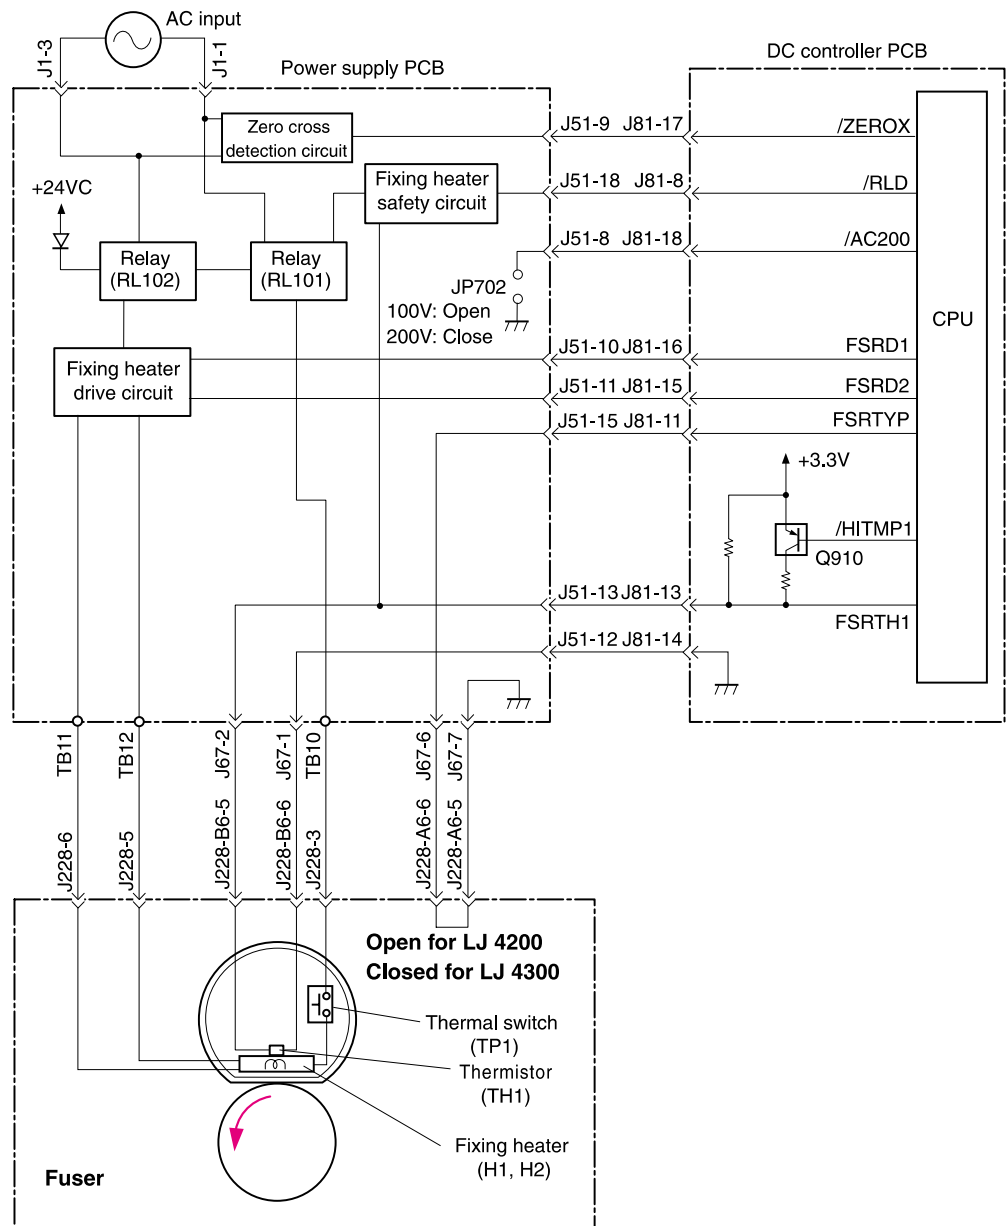 AC input
J1-3
J1-1
Power supply PCB
DC controller PCB
Zero cross
detection circuit
J51-9 J81-17
/ZEROX
+24VC
Fixing heater
safety circuit
J51-18 J81-8
/RLD
Relay
(RL102)
Relay
(RL101)
J51-8 J81-18
/AC200
JP702
100V: Open
200V: Close
CPU
Fixing heater
drive circuit
J51-10 J81-16
FSRD1
J51-11 J81-15
FSRD2
J51-15 J81-11
FSRTYP
+3.3V
/HITMP1
Q910
J51-13 J81-13
FSRTH1
J51-12 J81-14
TB11
TB12
J67-2
J67-1
TB10
J67-6
J67-7
J228-6
J228-5
J228-B6-5
J228-B6-6
J228-3
J228-A6-6
J228-A6-5
Open for LJ 4200
Closed for LJ 4300
Thermal switch
(TP1)
Thermistor
(TH1)
Fixing heater
(H1, H2)
Fuser